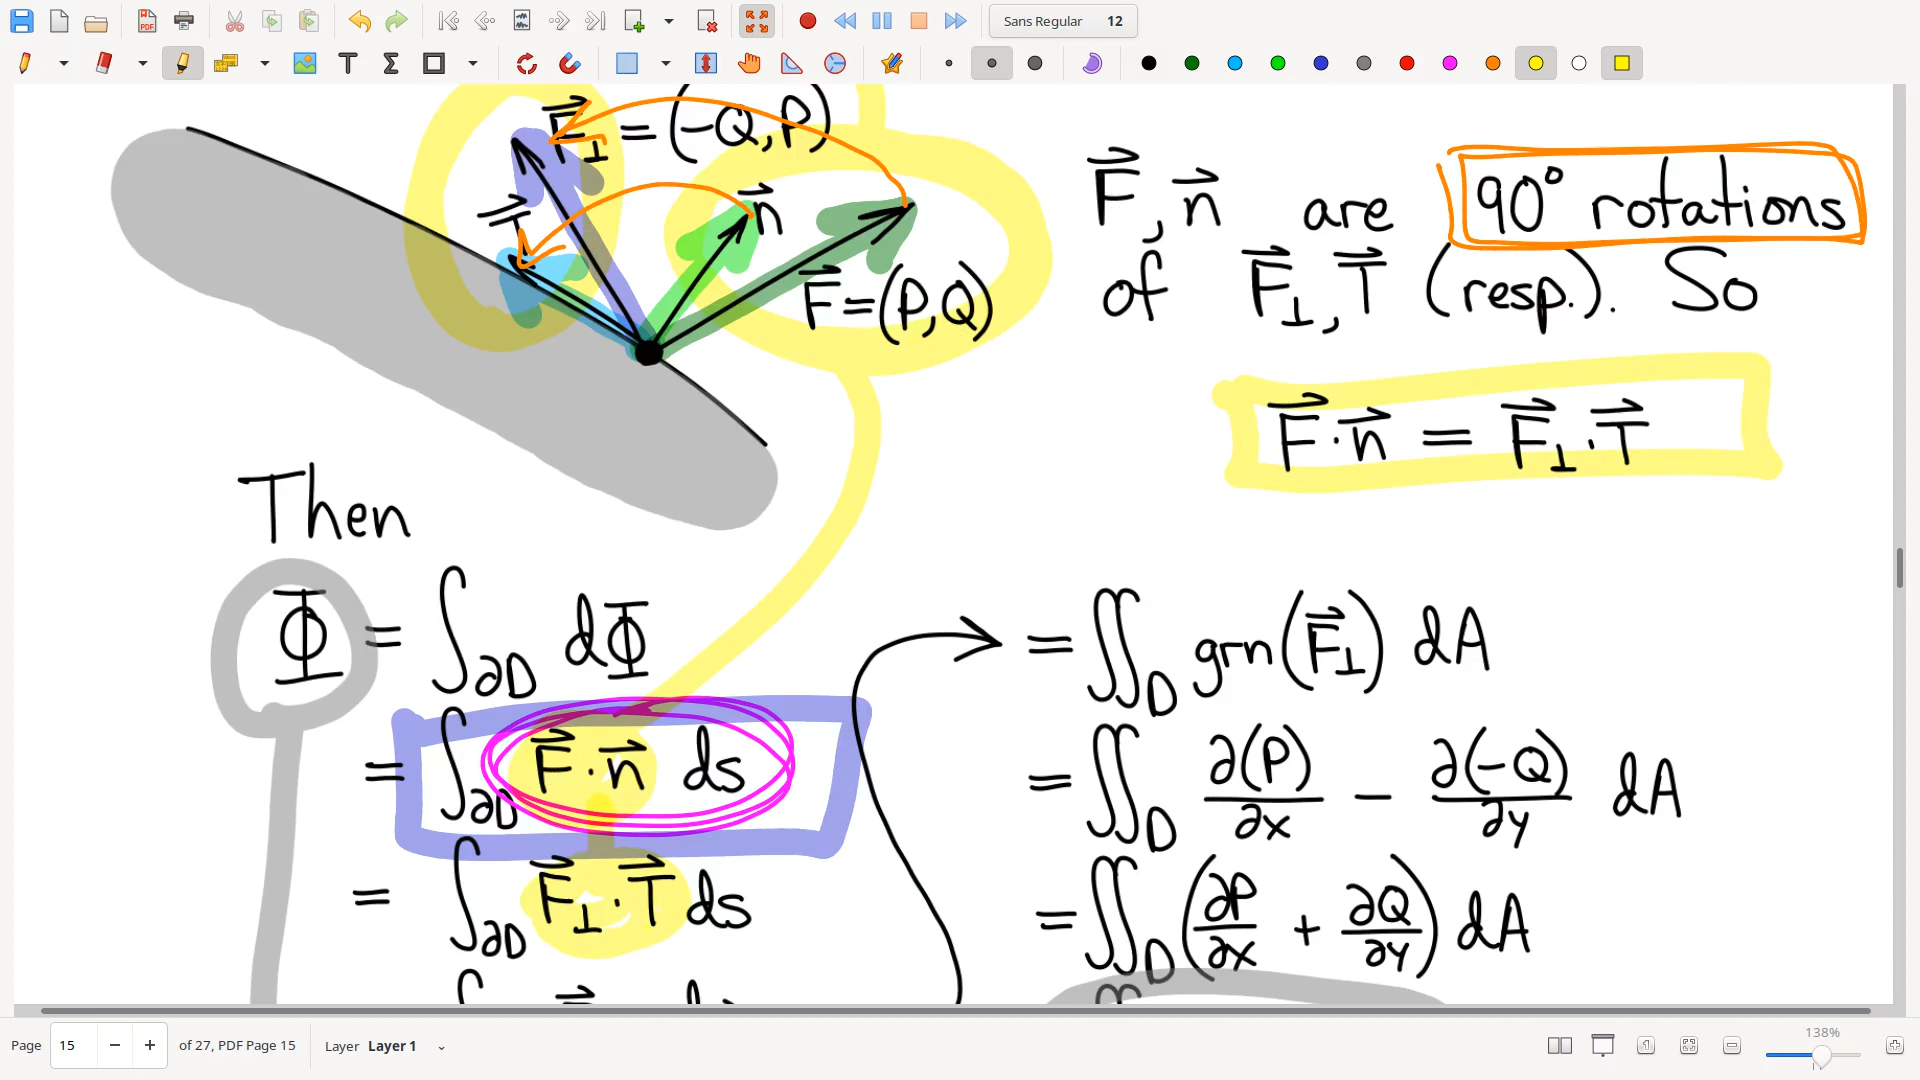 Sans Regular 12
F⃗⊥ = (-Q,P)
T⃗
n⃗
F⃗=(P,Q)
F⃗,n⃗ are 90° rotations
of F⃗⊥,T⃗ (resp.). So
F⃗·n⃗ = F⃗⊥·T⃗
Then
Φ = ∫∂D dΦ
= ∫∂D F⃗·n⃗ ds
= ∫∂D F⃗⊥·T⃗ ds
= ∬D grn(F⃗⊥) dA
= ∬D ∂(P)/∂x − ∂(-Q)/∂y dA
= ∬D (∂P/∂x + ∂Q/∂y) dA
Page 15 of 27, PDF Page 15 Layer Layer 1
138%